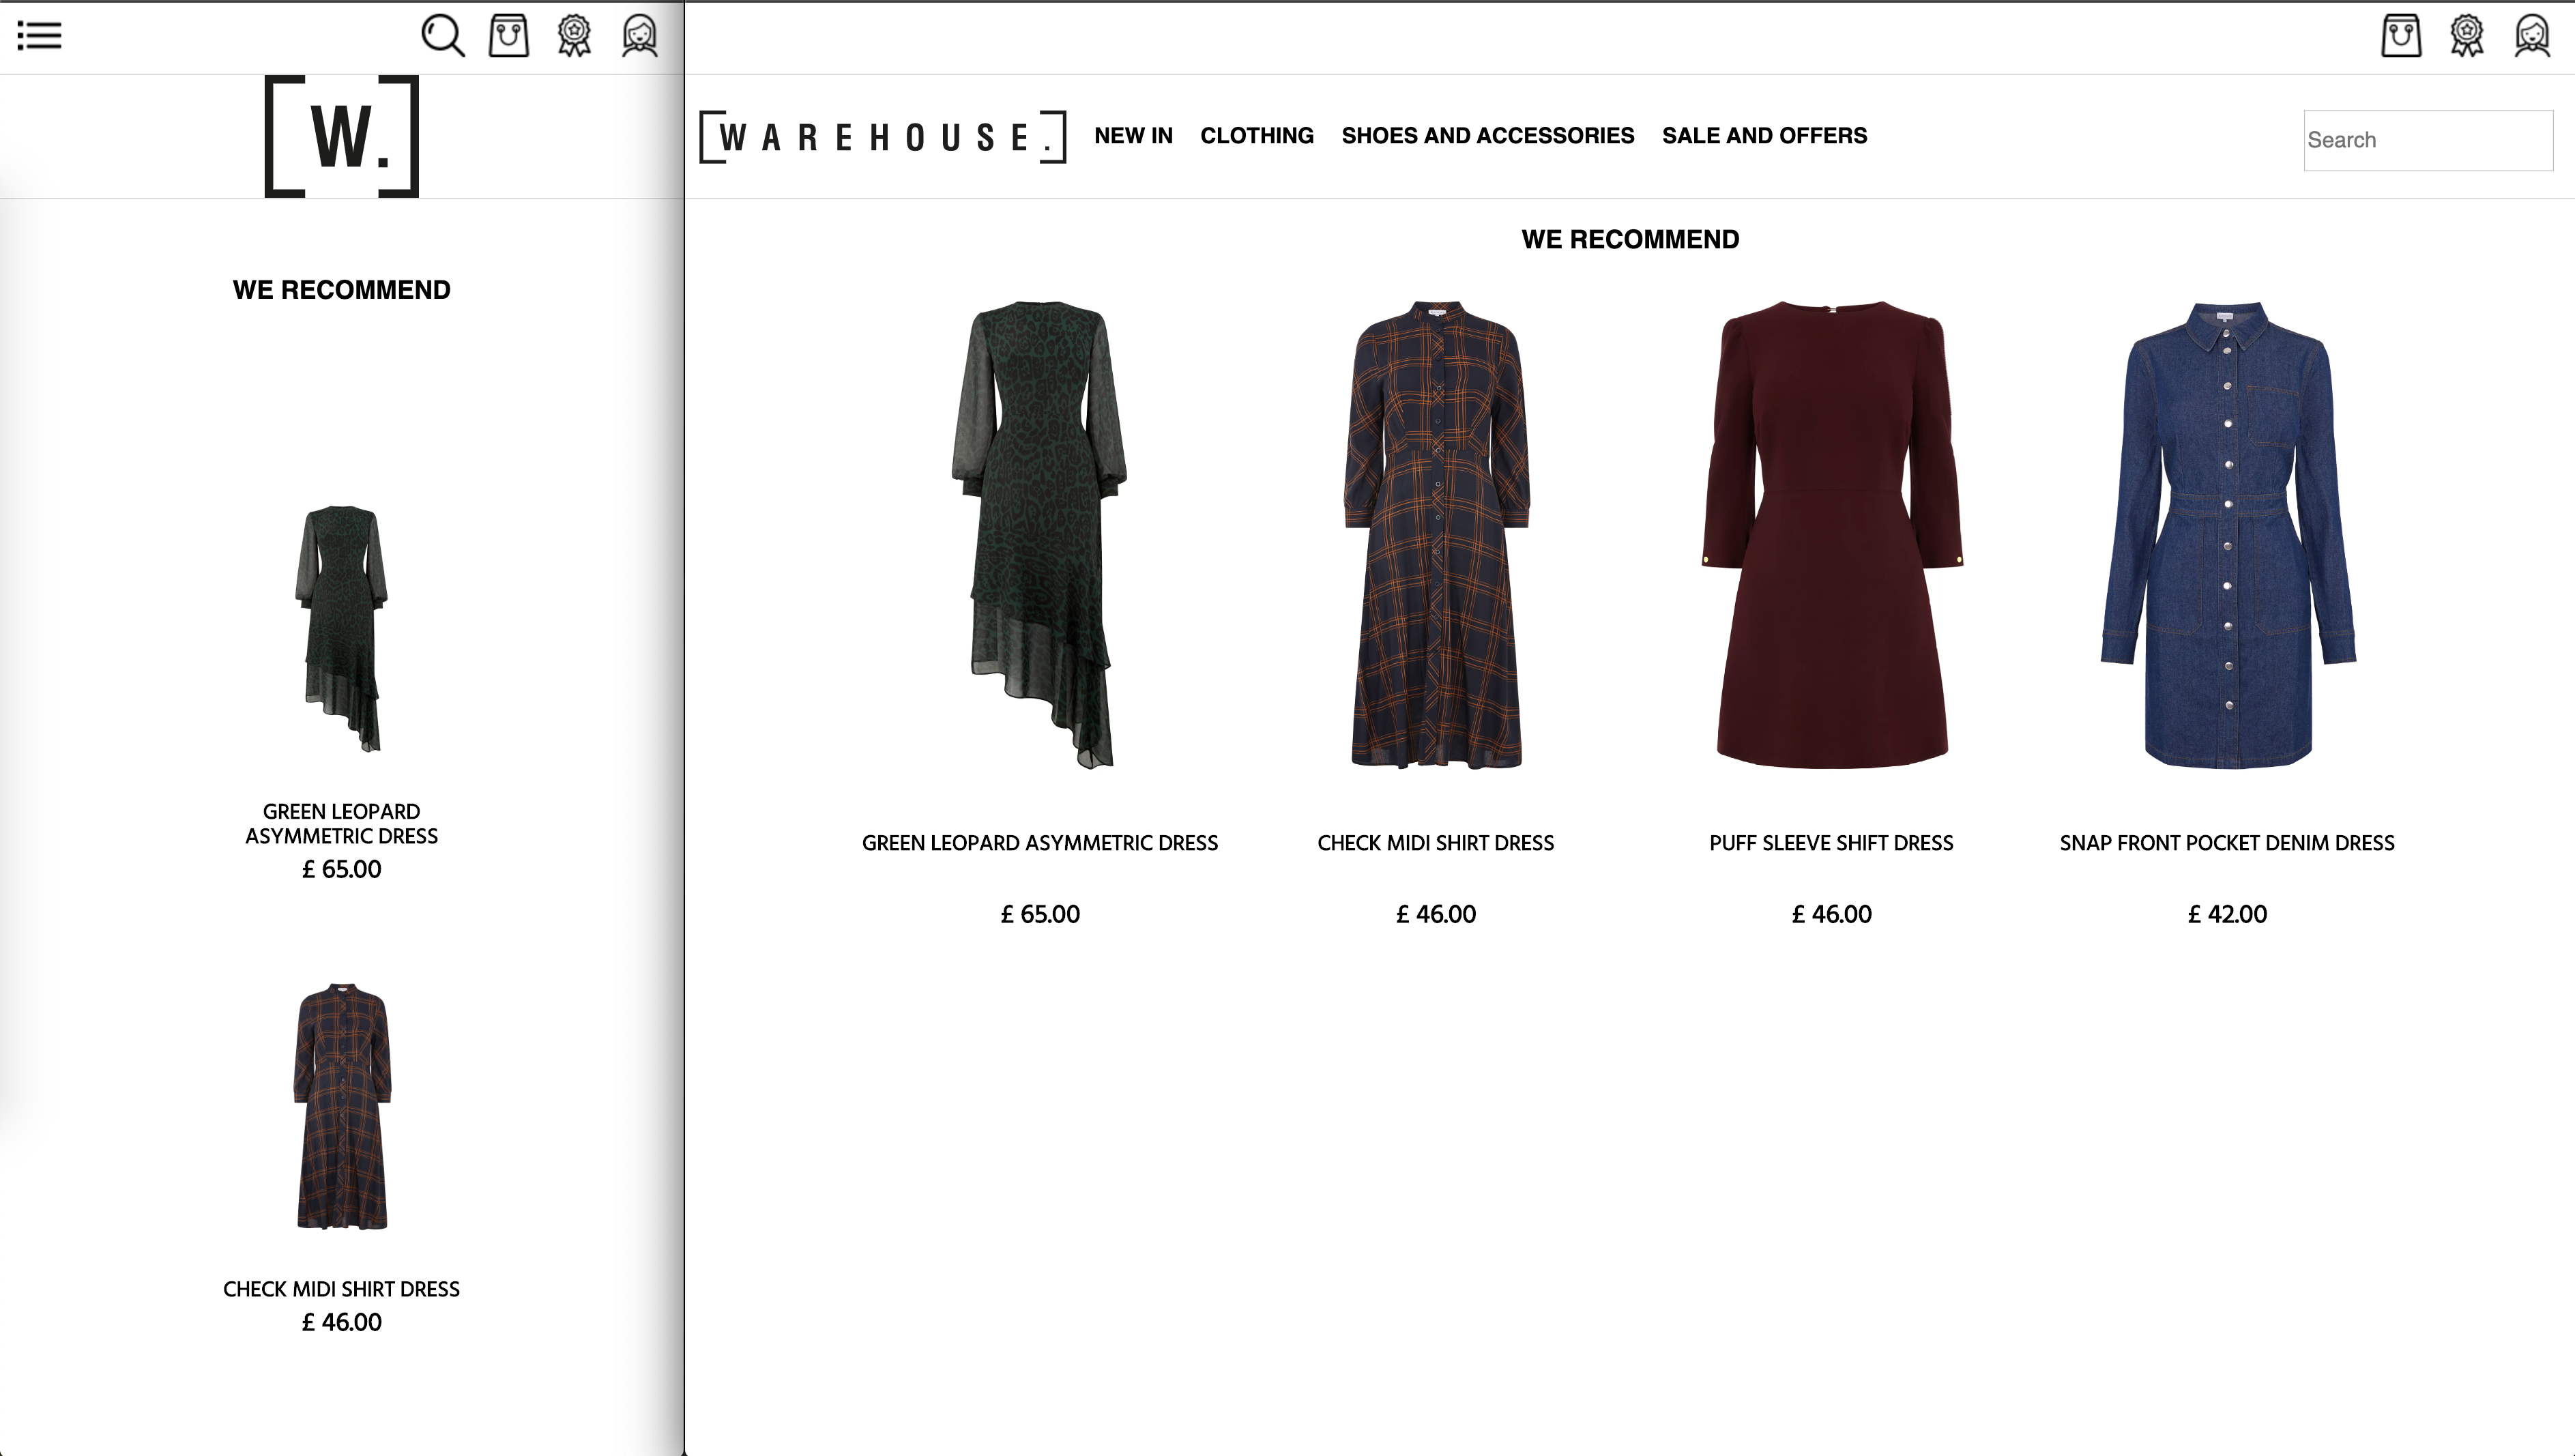 W.
WE RECOMMEND
GREEN LEOPARD
ASYMMETRIC DRESS
£ 65.00
CHECK MIDI SHIRT DRESS
£ 46.00
WAREHOUSE.
NEW IN
CLOTHING
SHOES AND ACCESSORIES
SALE AND OFFERS
Search
WE RECOMMEND
GREEN LEOPARD ASYMMETRIC DRESS
£ 65.00
CHECK MIDI SHIRT DRESS
£ 46.00
PUFF SLEEVE SHIFT DRESS
£ 46.00
SNAP FRONT POCKET DENIM DRESS
£ 42.00